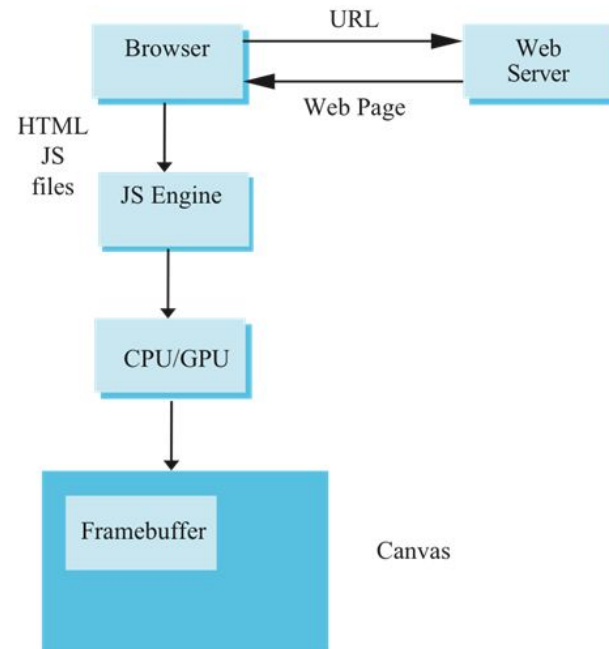 URL
Browser
Web
Server
Web Page
HTML
JS
files
JS Engine
CPU/GPU
Framebuffer
Canvas